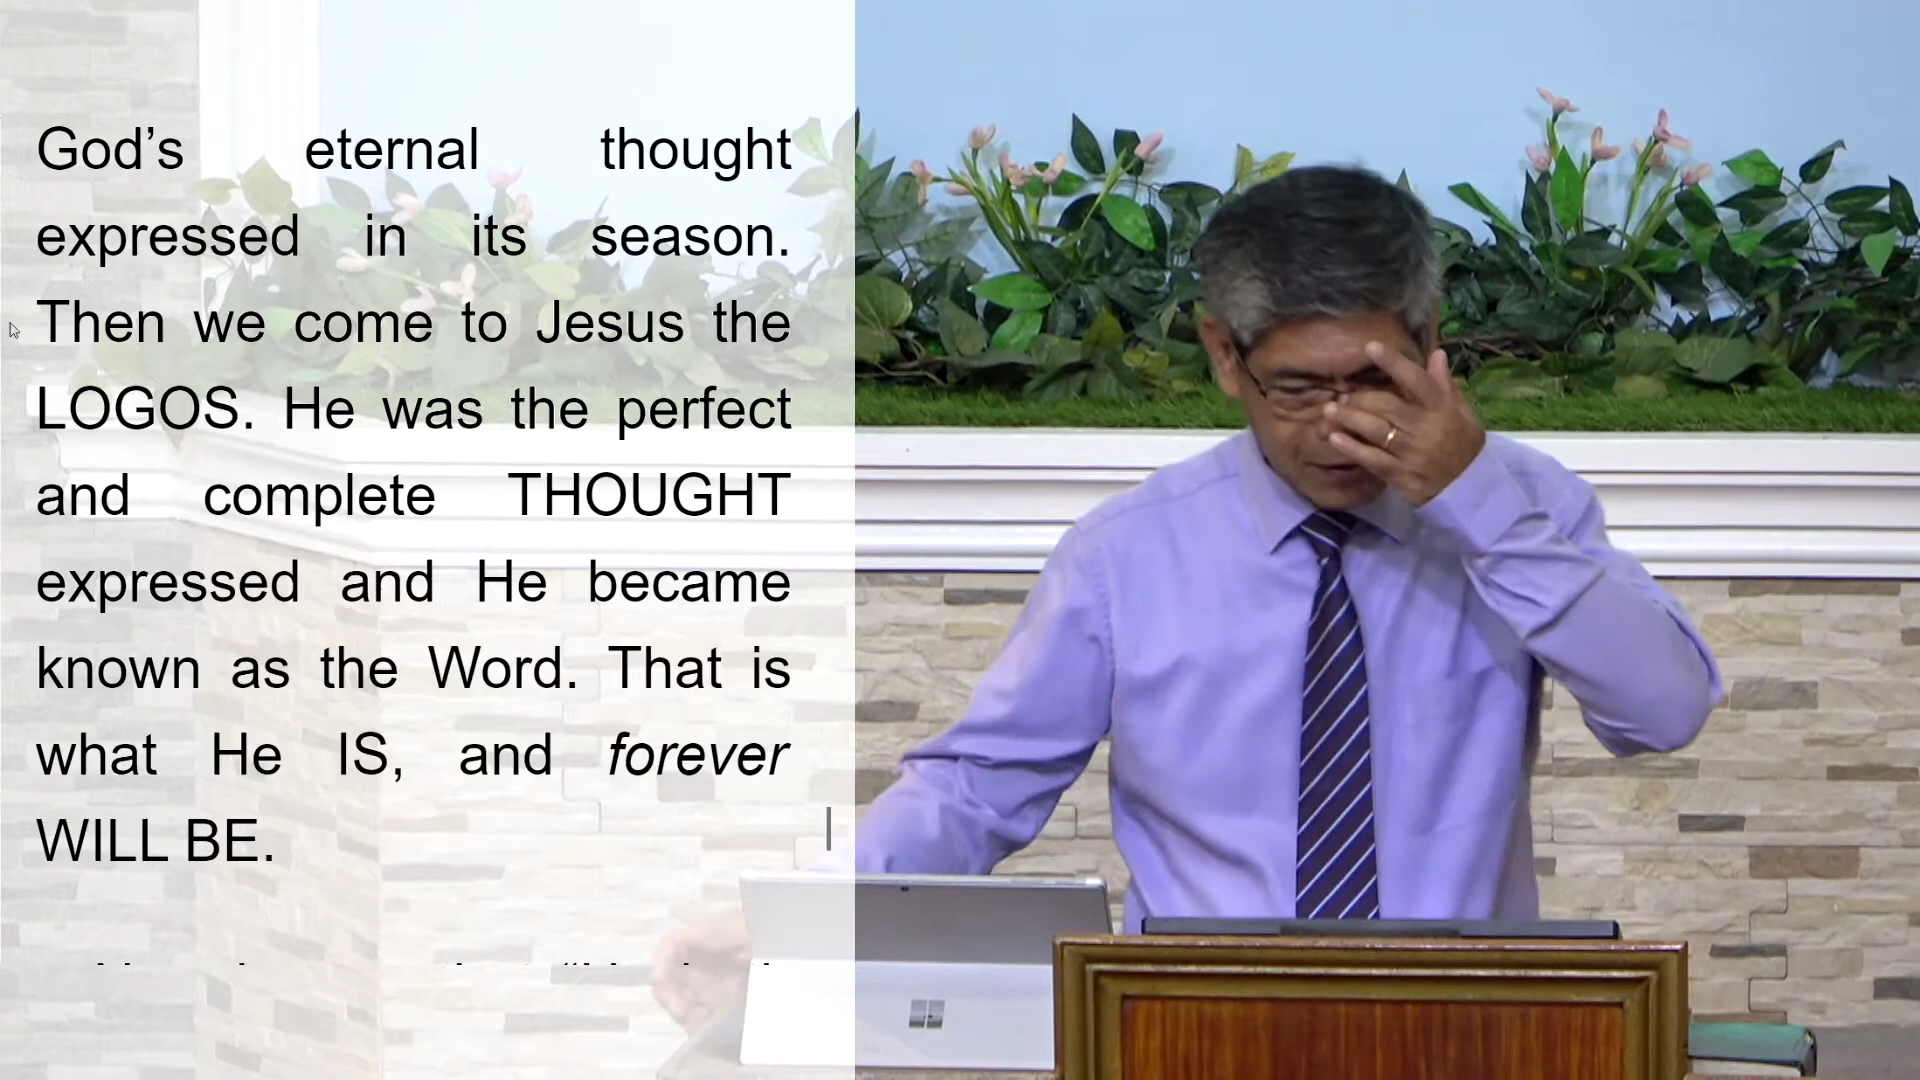 God’s eternal thought
expressed in its season.
Then we come to Jesus the
LOGOS. He was the perfect
and complete THOUGHT
expressed and He became
known as the Word. That is
what He IS, and forever
WILL BE.